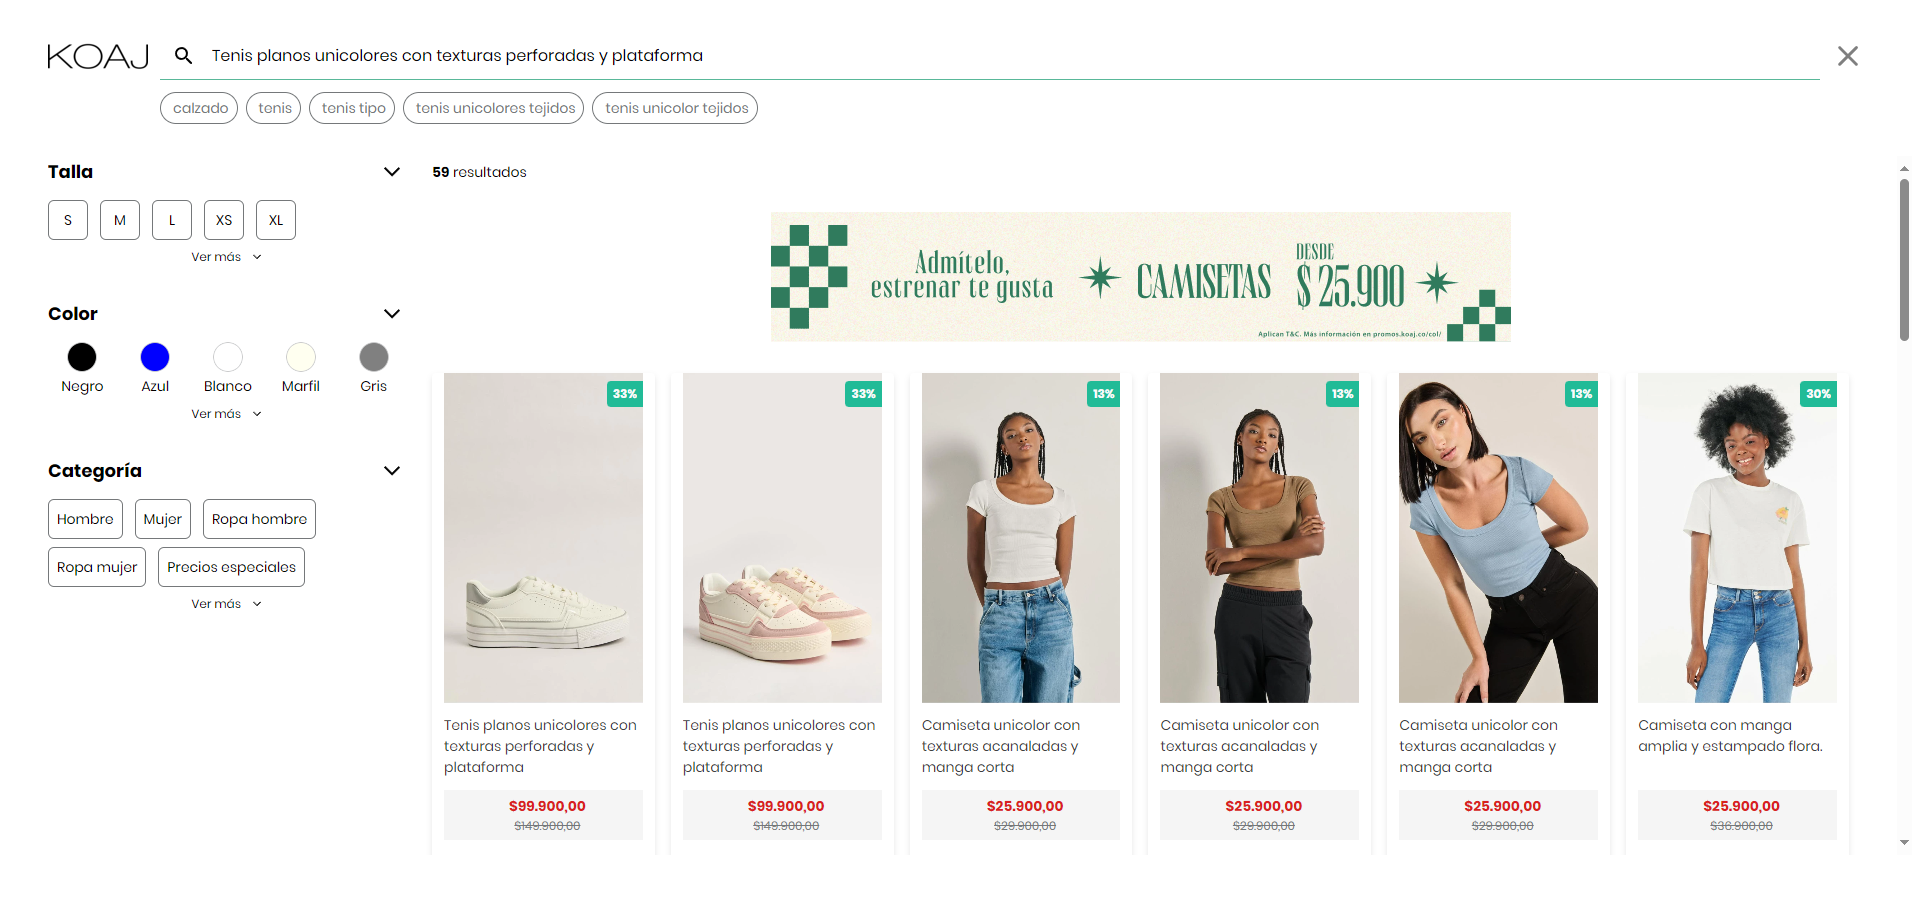 KOAJ
Tenis planos unicolores con texturas perforadas y plataforma
calzado
tenis
tenis tipo
tenis unicolores tejidos
tenis unicolor tejidos
Talla
S
M
L
XS
XL
Ver más
Color
Negro
Azul
Blanco
Marfil
Gris
Ver más
Categoría
Hombre
Mujer
Ropa hombre
Ropa mujer
Precios especiales
Ver más
59 resultados
Admítelo,
estrenar te gusta
CAMISETAS
DESDE
$ 25.900
Aplican T&C. Más información en promos.koaj.co/col/
33%
Tenis planos unicolores con
texturas perforadas y
plataforma
$99.900,00
$149.900,00
33%
Tenis planos unicolores con
texturas perforadas y
plataforma
$99.900,00
$149.900,00
13%
Camiseta unicolor con
texturas acanaladas y
manga corta
$25.900,00
$29.900,00
13%
Camiseta unicolor con
texturas acanaladas y
manga corta
$25.900,00
$29.900,00
13%
Camiseta unicolor con
texturas acanaladas y
manga corta
$25.900,00
$29.900,00
30%
Camiseta con manga
amplia y estampado flora.
$25.900,00
$36.900,00